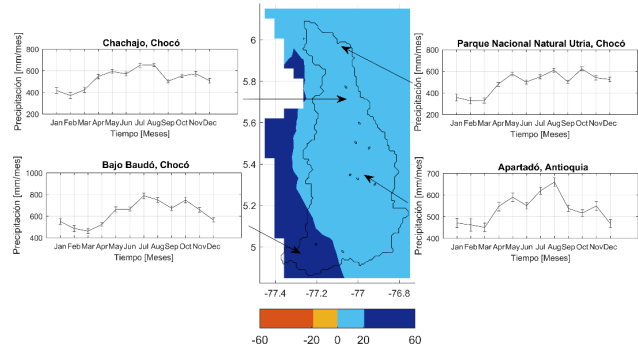 Chachajo, Chocó
Precipitación [mm/mes]
800
600
400
200
Jan Feb Mar Apr May Jun Jul Aug Sep Oct Nov Dec
Tiempo [Meses]
Bajo Baudó, Chocó
Precipitación [mm/mes]
1000
800
600
400
Jan Feb Mar Apr May Jun Jul Aug Sep Oct Nov Dec
Tiempo [Meses]
6
5.8
5.6
5.4
5.2
5
-77.4
-77.2
-77
-76.8
Parque Nacional Natural Utria, Chocó
Precipitación [mm/mes]
800
600
400
200
Jan Feb Mar Apr May Jun Jul Aug Sep Oct Nov Dec
Tiempo [Meses]
Apartadó, Antioquia
Precipitación [mm/mes]
700
600
500
400
Jan Feb Mar Apr May Jun Jul Aug Sep Oct Nov Dec
Tiempo [Meses]
-60
-20
0
20
60